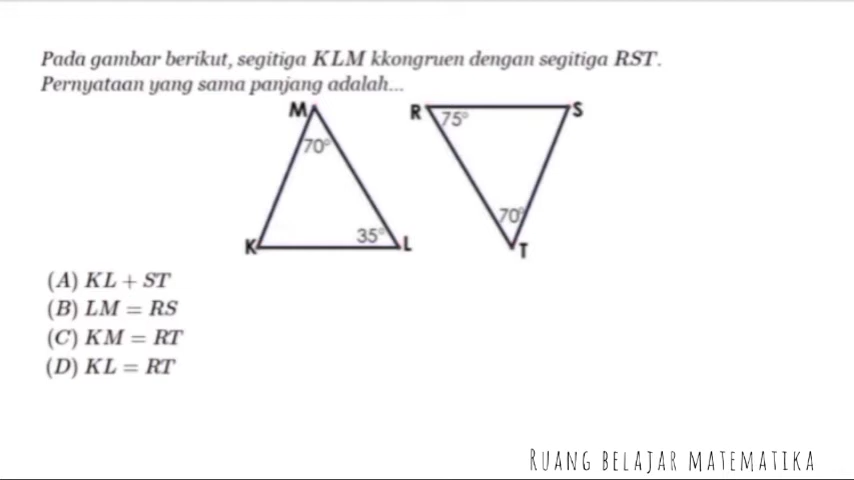 Pada gambar berikut, segitiga KLM kkongruen dengan segitiga RST.
Pernyataan yang sama panjang adalah...
M R 75° S
70°
70°
K 35° L T
(A) KL + ST
(B) LM = RS
(C) KM = RT
(D) KL = RT
RUANG BELAJAR MATEMATIKA